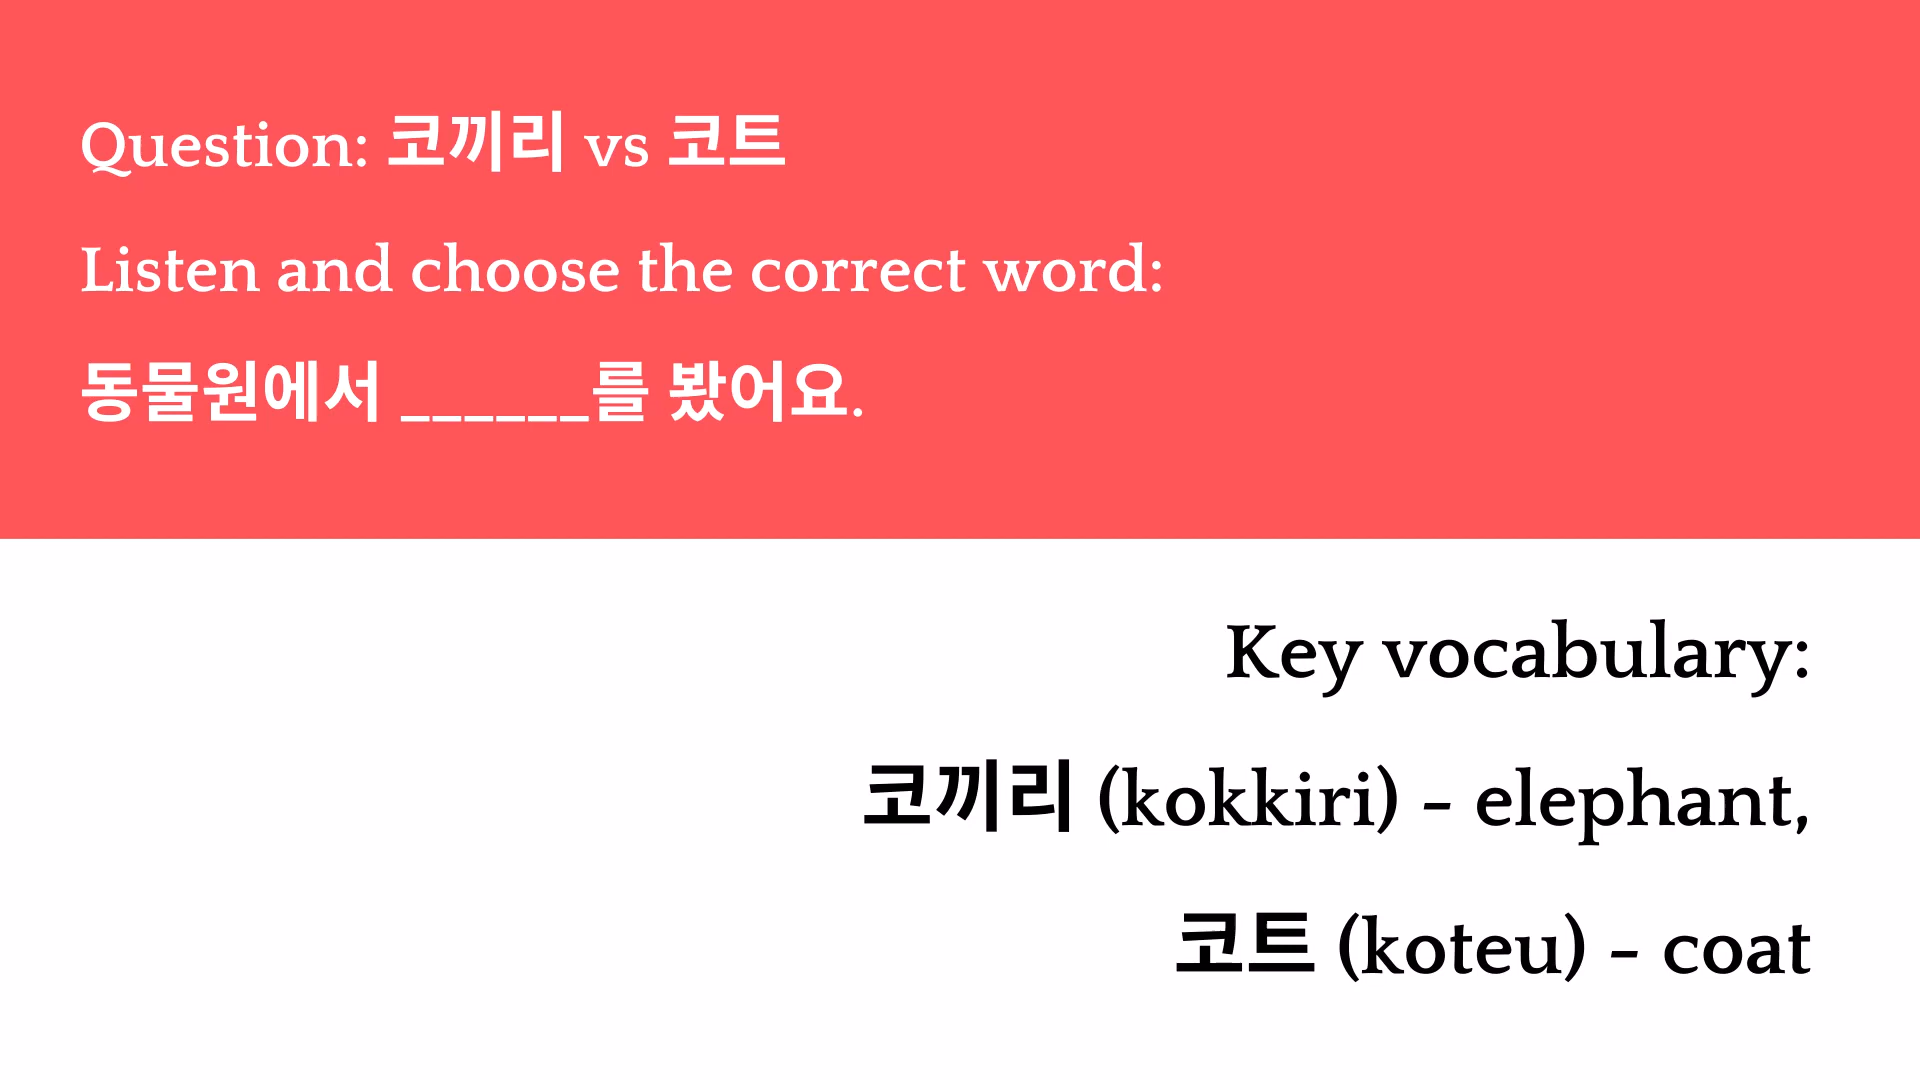 Question: 코끼리 vs 코트
Listen and choose the correct word:
동물원에서 ______를 봤어요.
Key vocabulary:
코끼리 (kokkiri) - elephant,
코트 (koteu) - coat